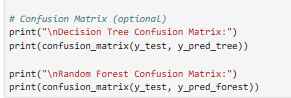 # Confusion Matrix (optional)
print("\nDecision Tree Confusion Matrix:")
print(confusion_matrix(y_test, y_pred_tree))
print("\nRandom Forest Confusion Matrix:")
print(confusion_matrix(y_test, y_pred_forest))